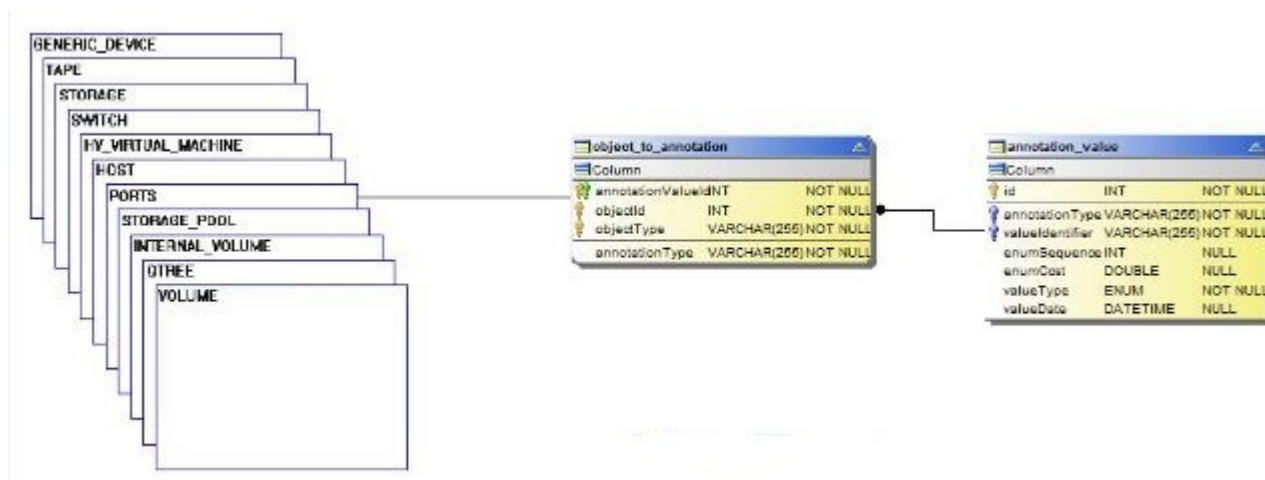 GENERIC_DEVICE
TAPE
STORAGE
SWITCH
HV_VIRTUAL_MACHINE
HOST
PORTS
STORAGE_POOL
INTERNAL_VOLUME
QTREE
VOLUME
object_to_annotation
Column
annotationValueId INT NOT NULL
objectId INT NOT NULL
objectType VARCHAR(255) NOT NULL
annotationType VARCHAR(255) NOT NULL
annotation_value
Column
id INT NOT NULL
annotationType VARCHAR(255) NOT NULL
valueIdentifier VARCHAR(255) NOT NULL
enumSequence INT NULL
enumCost DOUBLE NULL
valueType ENUM NOT NULL
valueDate DATETIME NULL